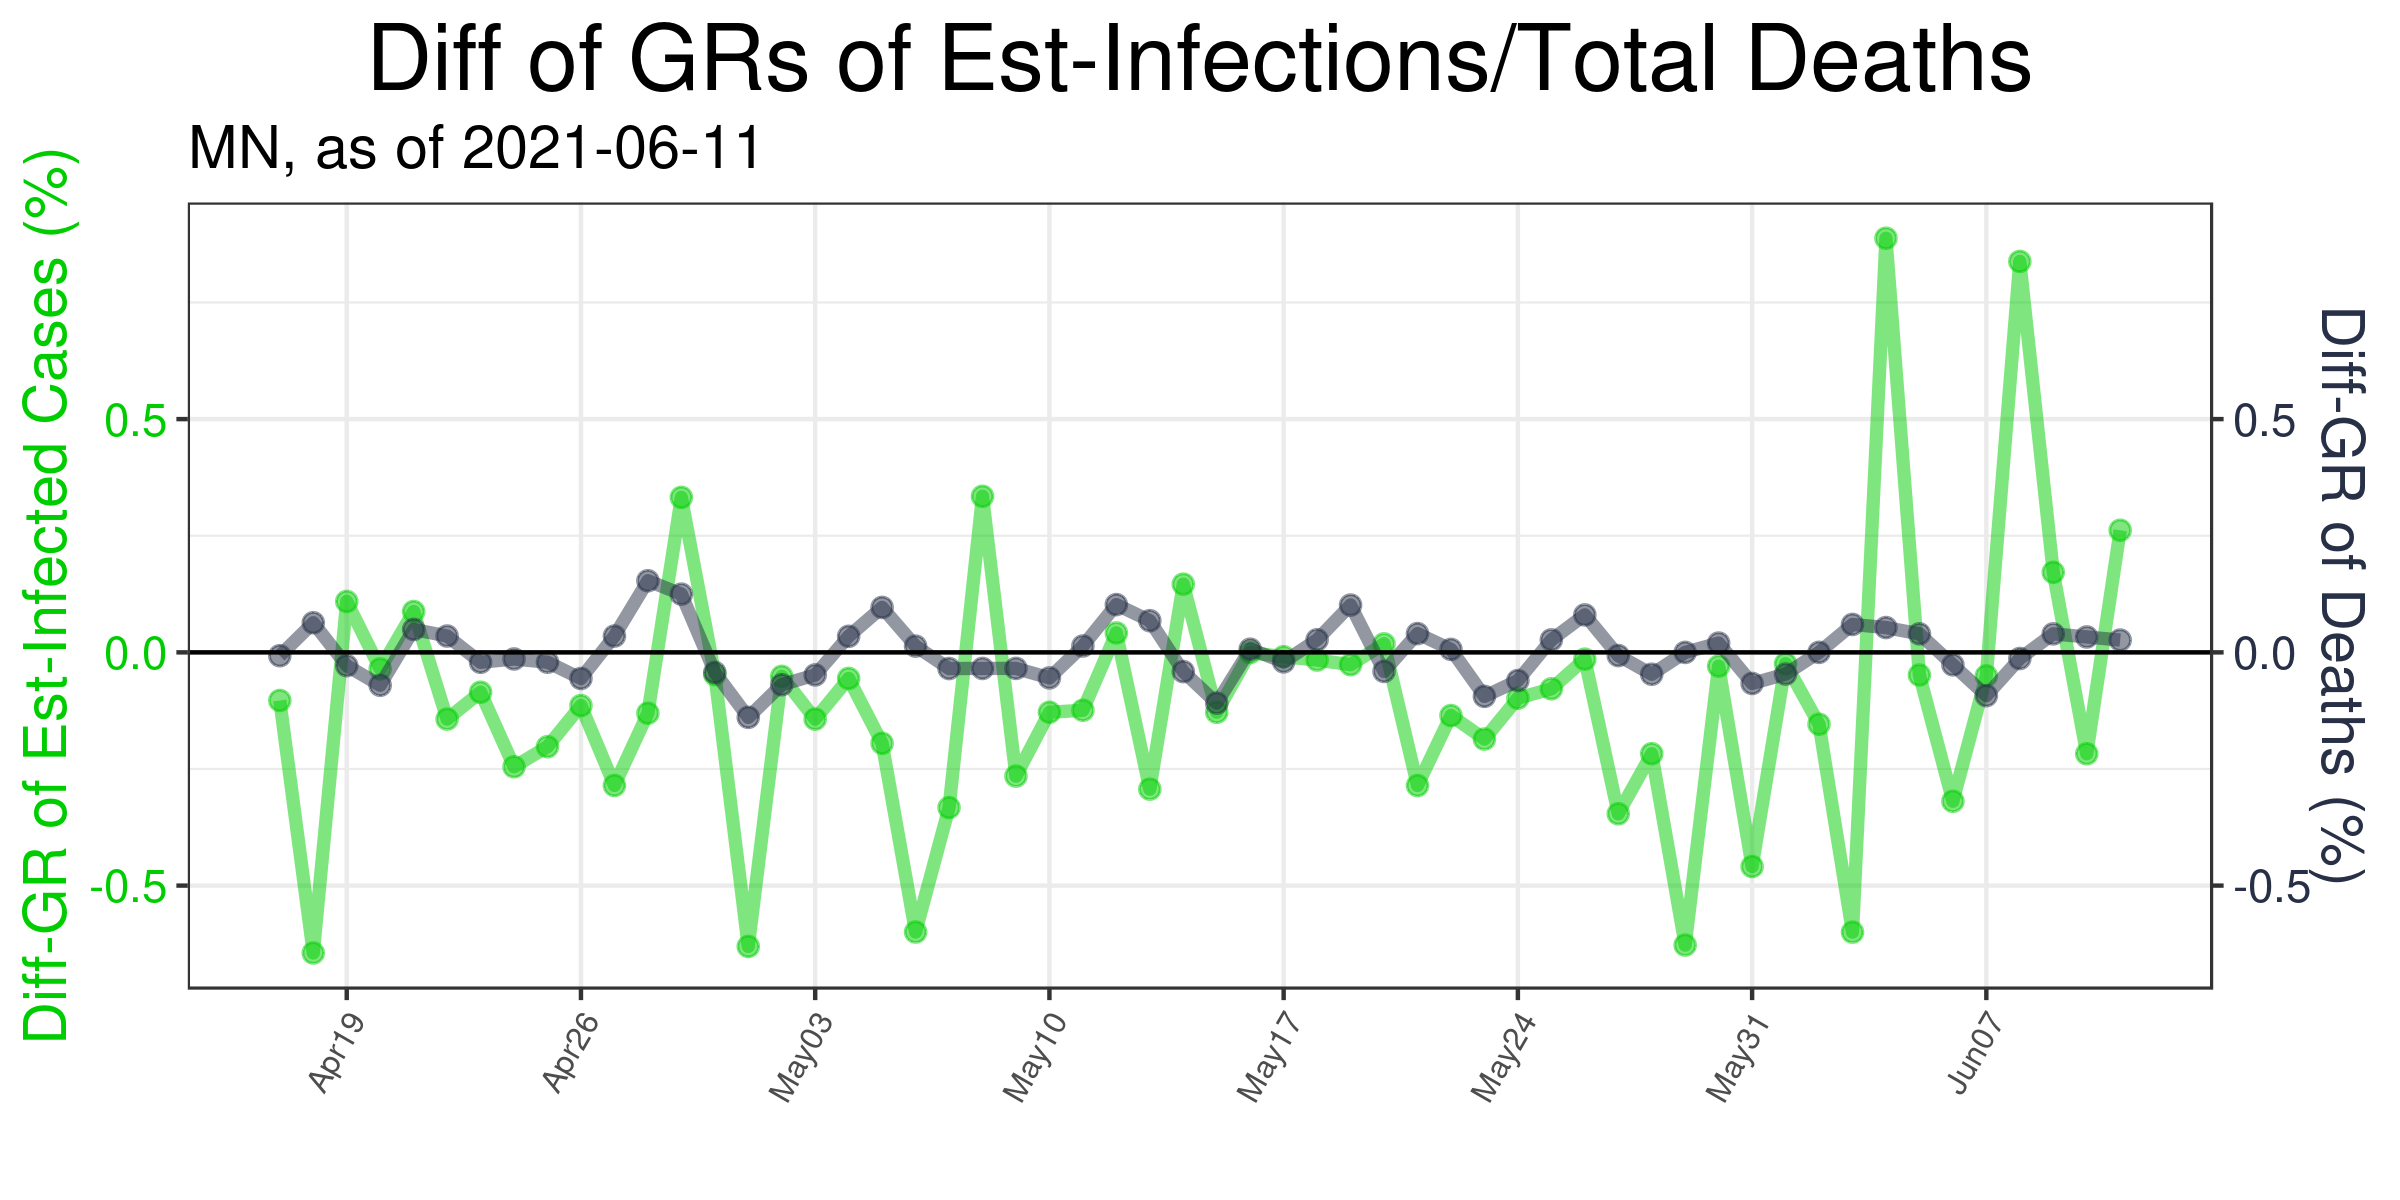 Diff of GRs of Est-Infections/Total Deaths
MN, as of 2021-06-11
Diff-GR of Est-Infected Cases (%)
0.5
0.0
-0.5
0.5
0.0
-0.5
Diff-GR of Deaths (%)
Apr19
Apr26
May03
May10
May17
May24
May31
Jun07